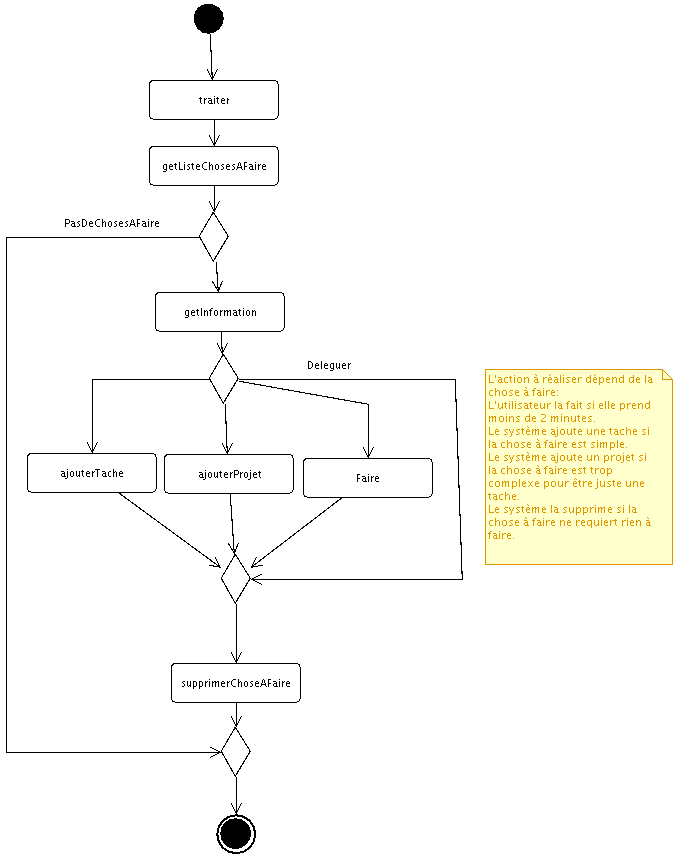 traiter
getListeChosesAFaire
PasDeChosesAFaire
getInformation
Deleguer
ajouterTache
ajouterProjet
Faire
L'action à réaliser dépend de la
chose à faire:
L'utilisateur la fait si elle prend
moins de 2 minutes.
Le système ajoute une tache si
la chose à faire est simple.
Le système ajoute un projet si
la chose à faire est trop
complexe pour être juste une
tache.
Le système la supprime si la
chose à faire ne requiert rien à
faire.
supprimerChoseAFaire